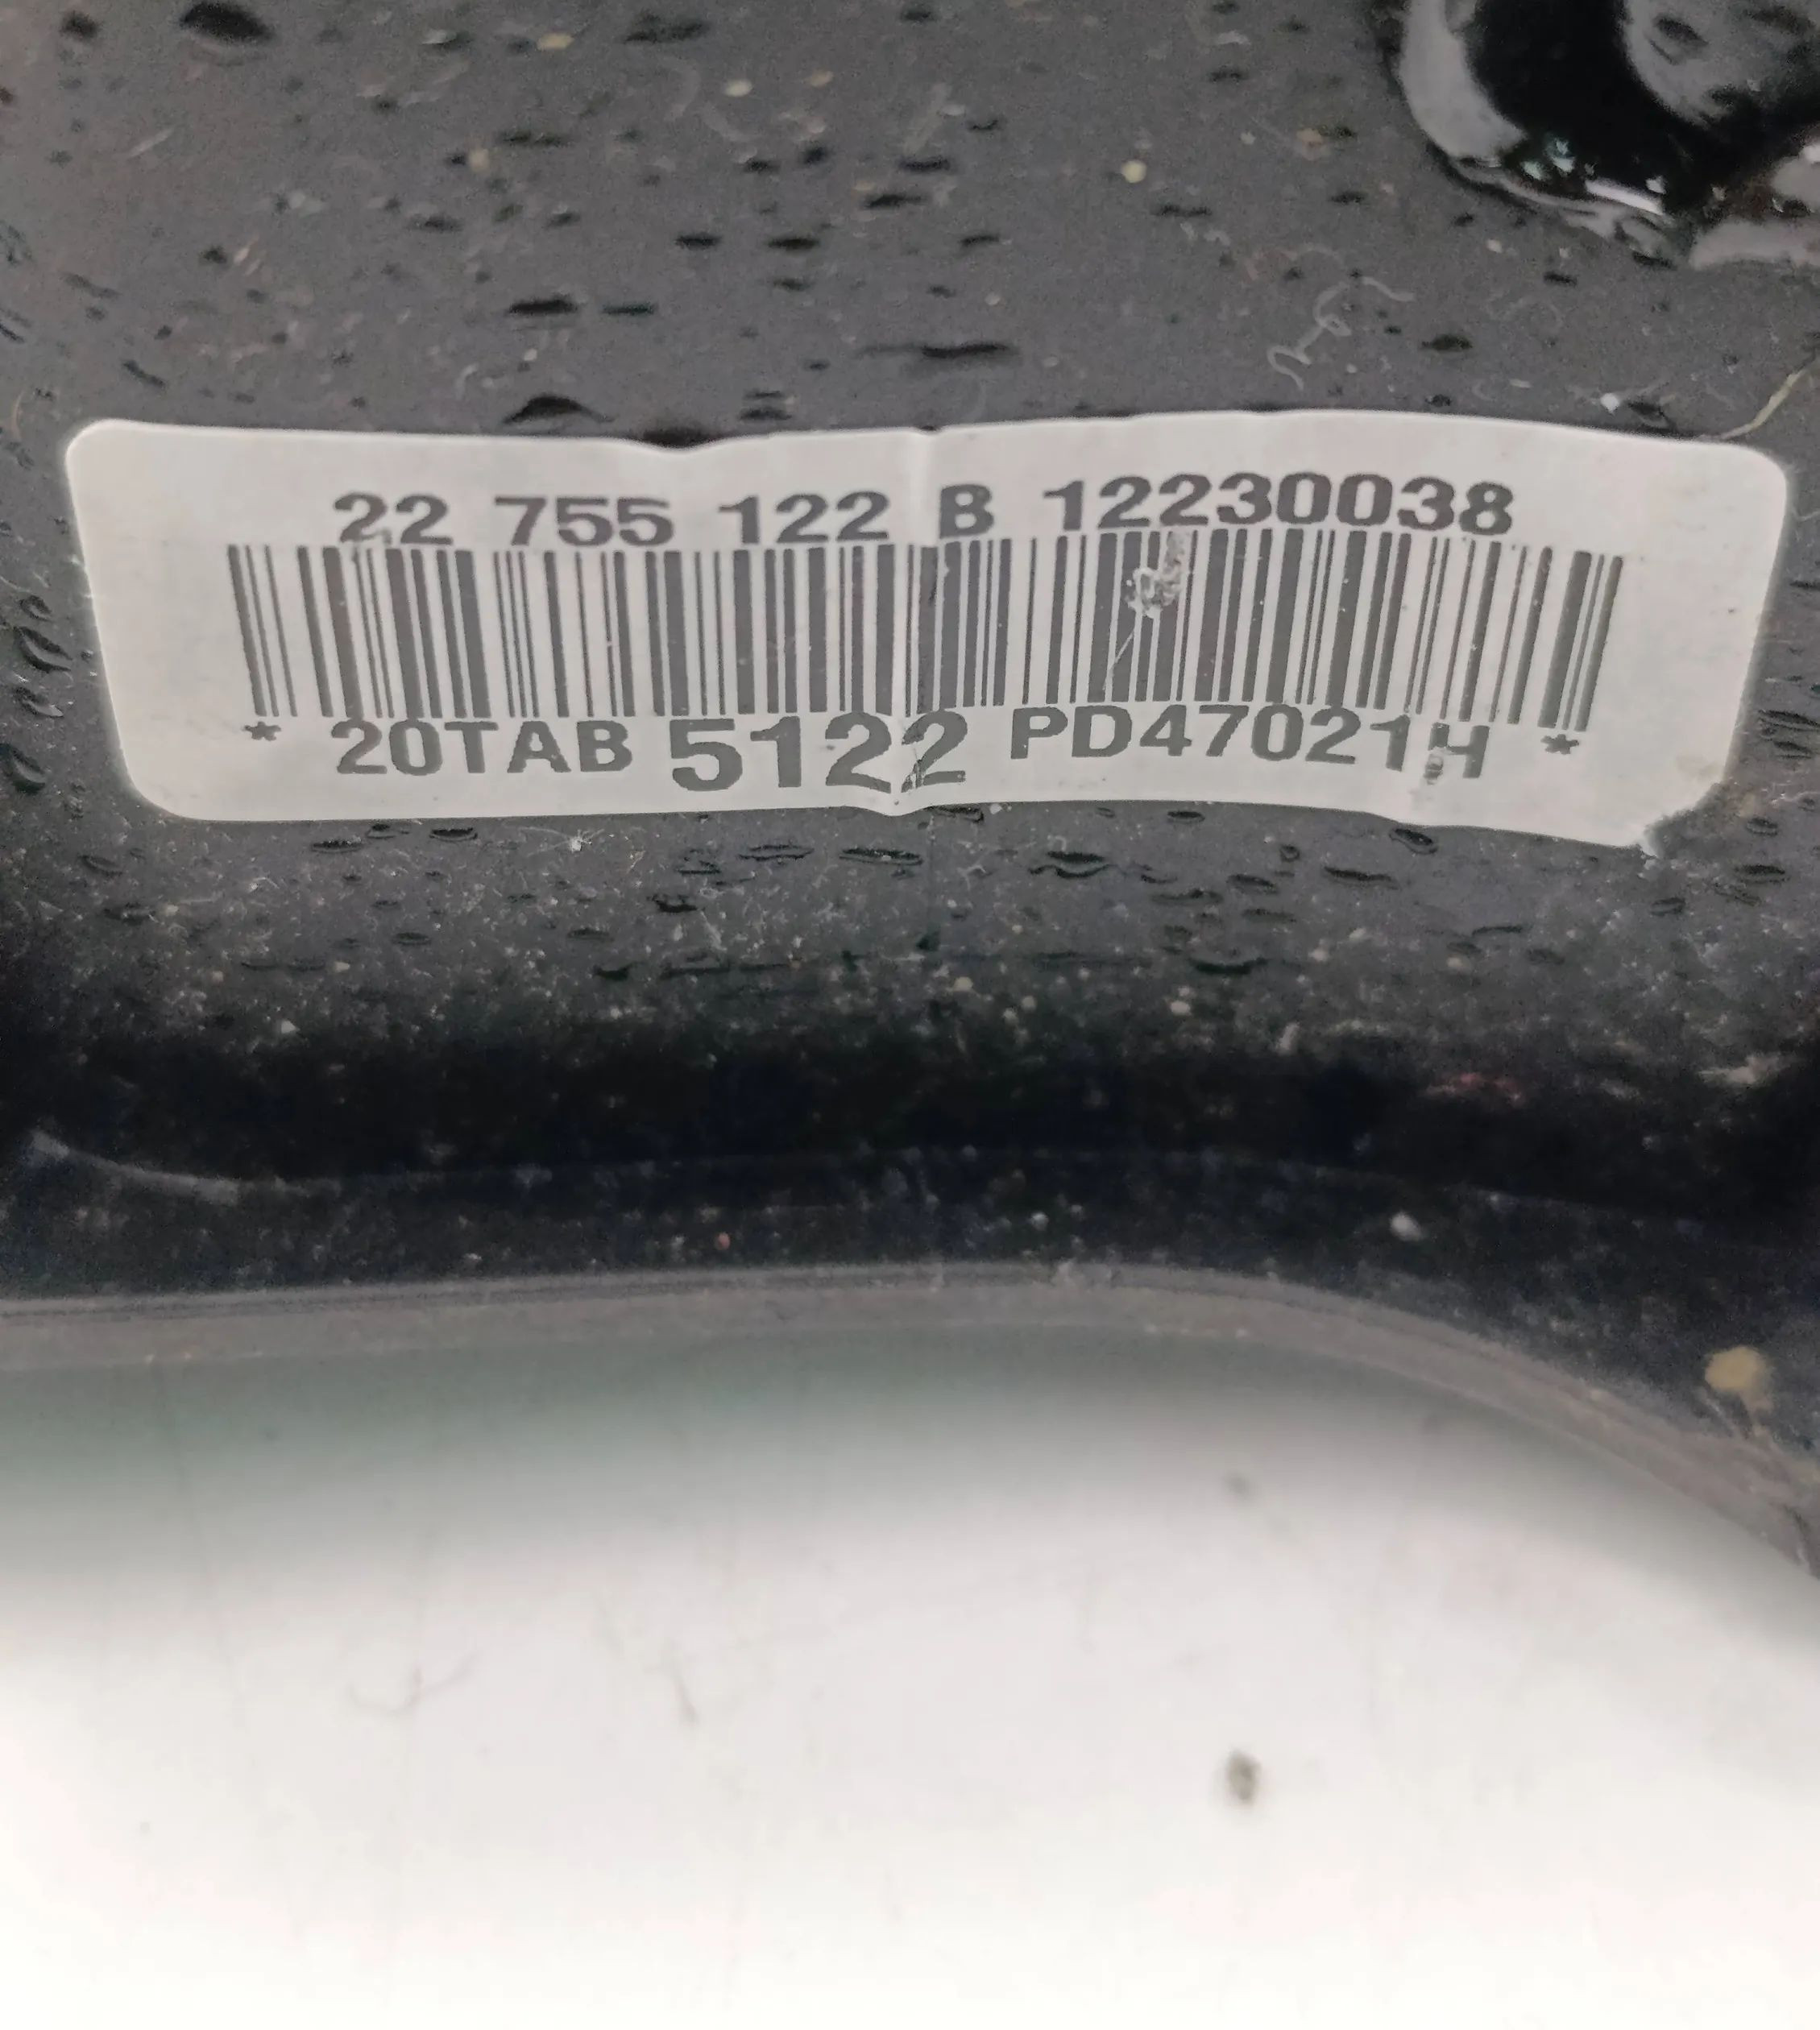 22 755 122 B 12230038
* 20TAB 5122 PD47021H *